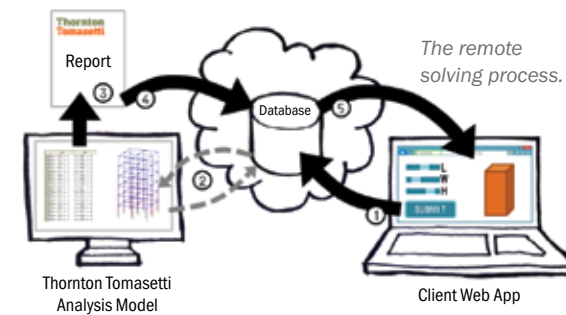 Thornton
Tomasetti
Report
The remote
solving process.
3
4
Database
5
2
L
W
H
SUBMIT
1
Thornton Tomasetti
Analysis Model
Client Web App